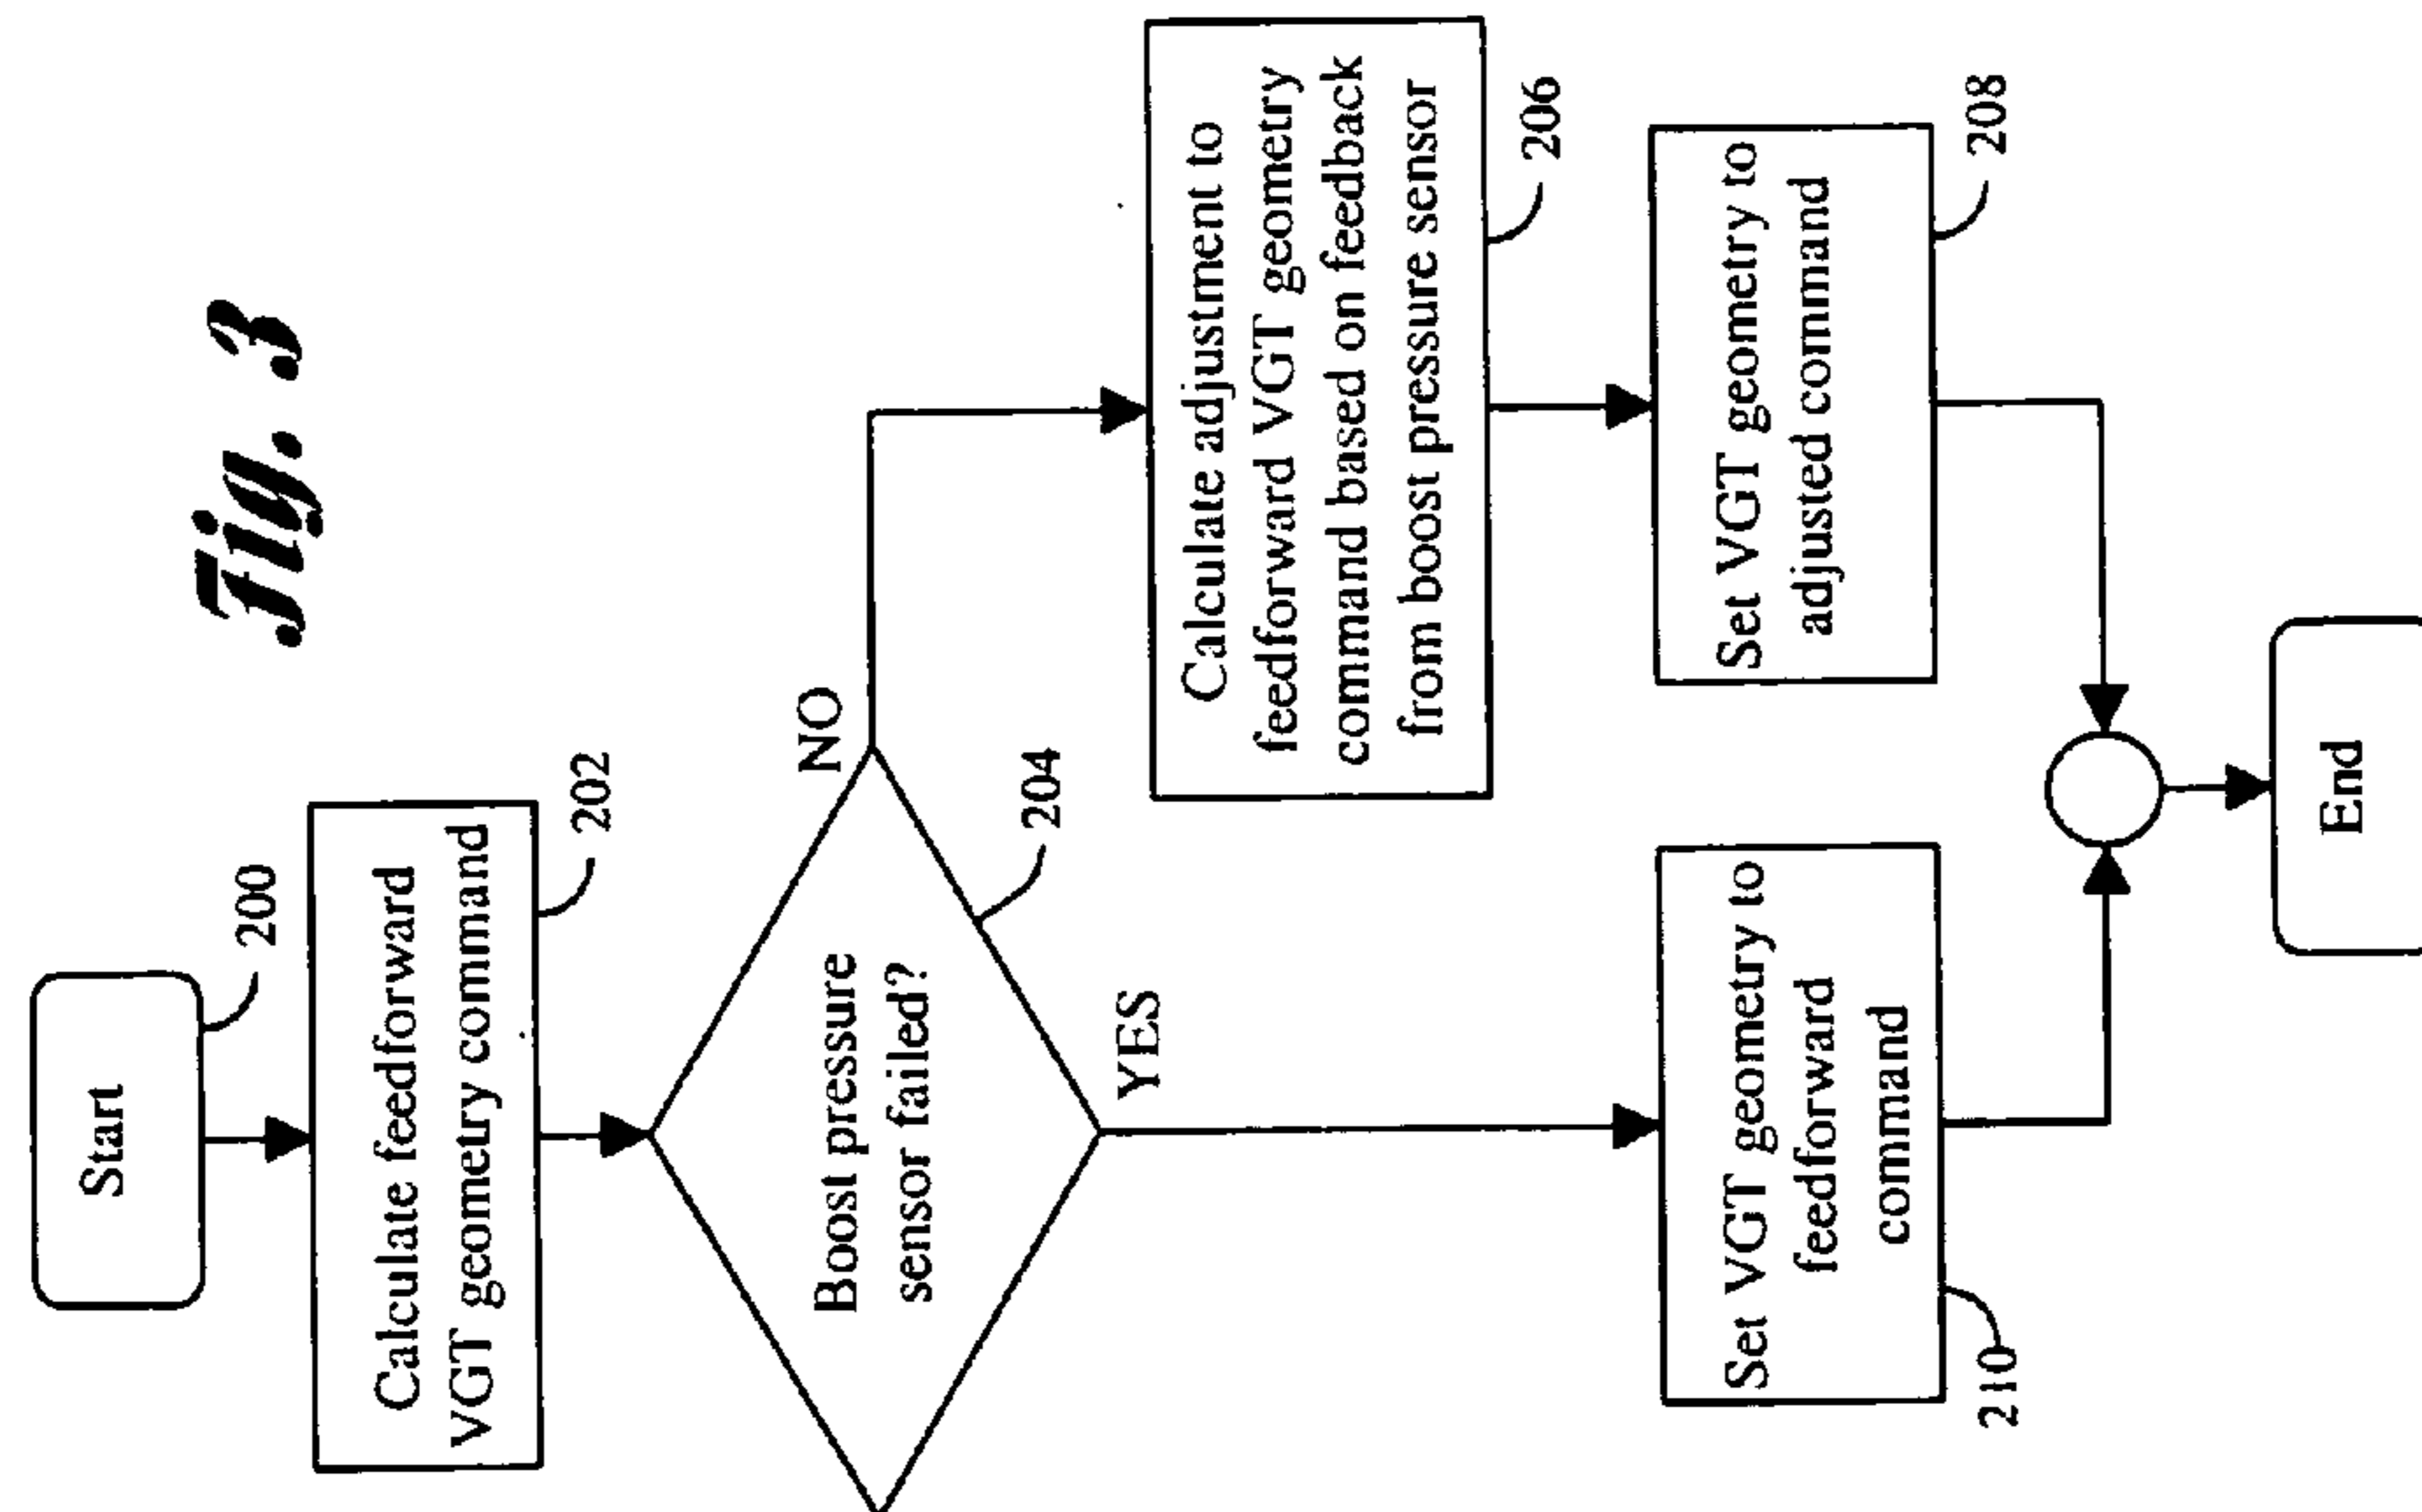 Fig. 3
Start
200
Calculate feedforward
VGT geometry command
202
Boost pressure
sensor failed?
204
NO
YES
Calculate adjustment to
feedforward VGT geometry
command based on feedback
from boost pressure sensor
206
Set VGT geometry to
adjusted command
208
Set VGT geometry to
feedforward
command
210
End